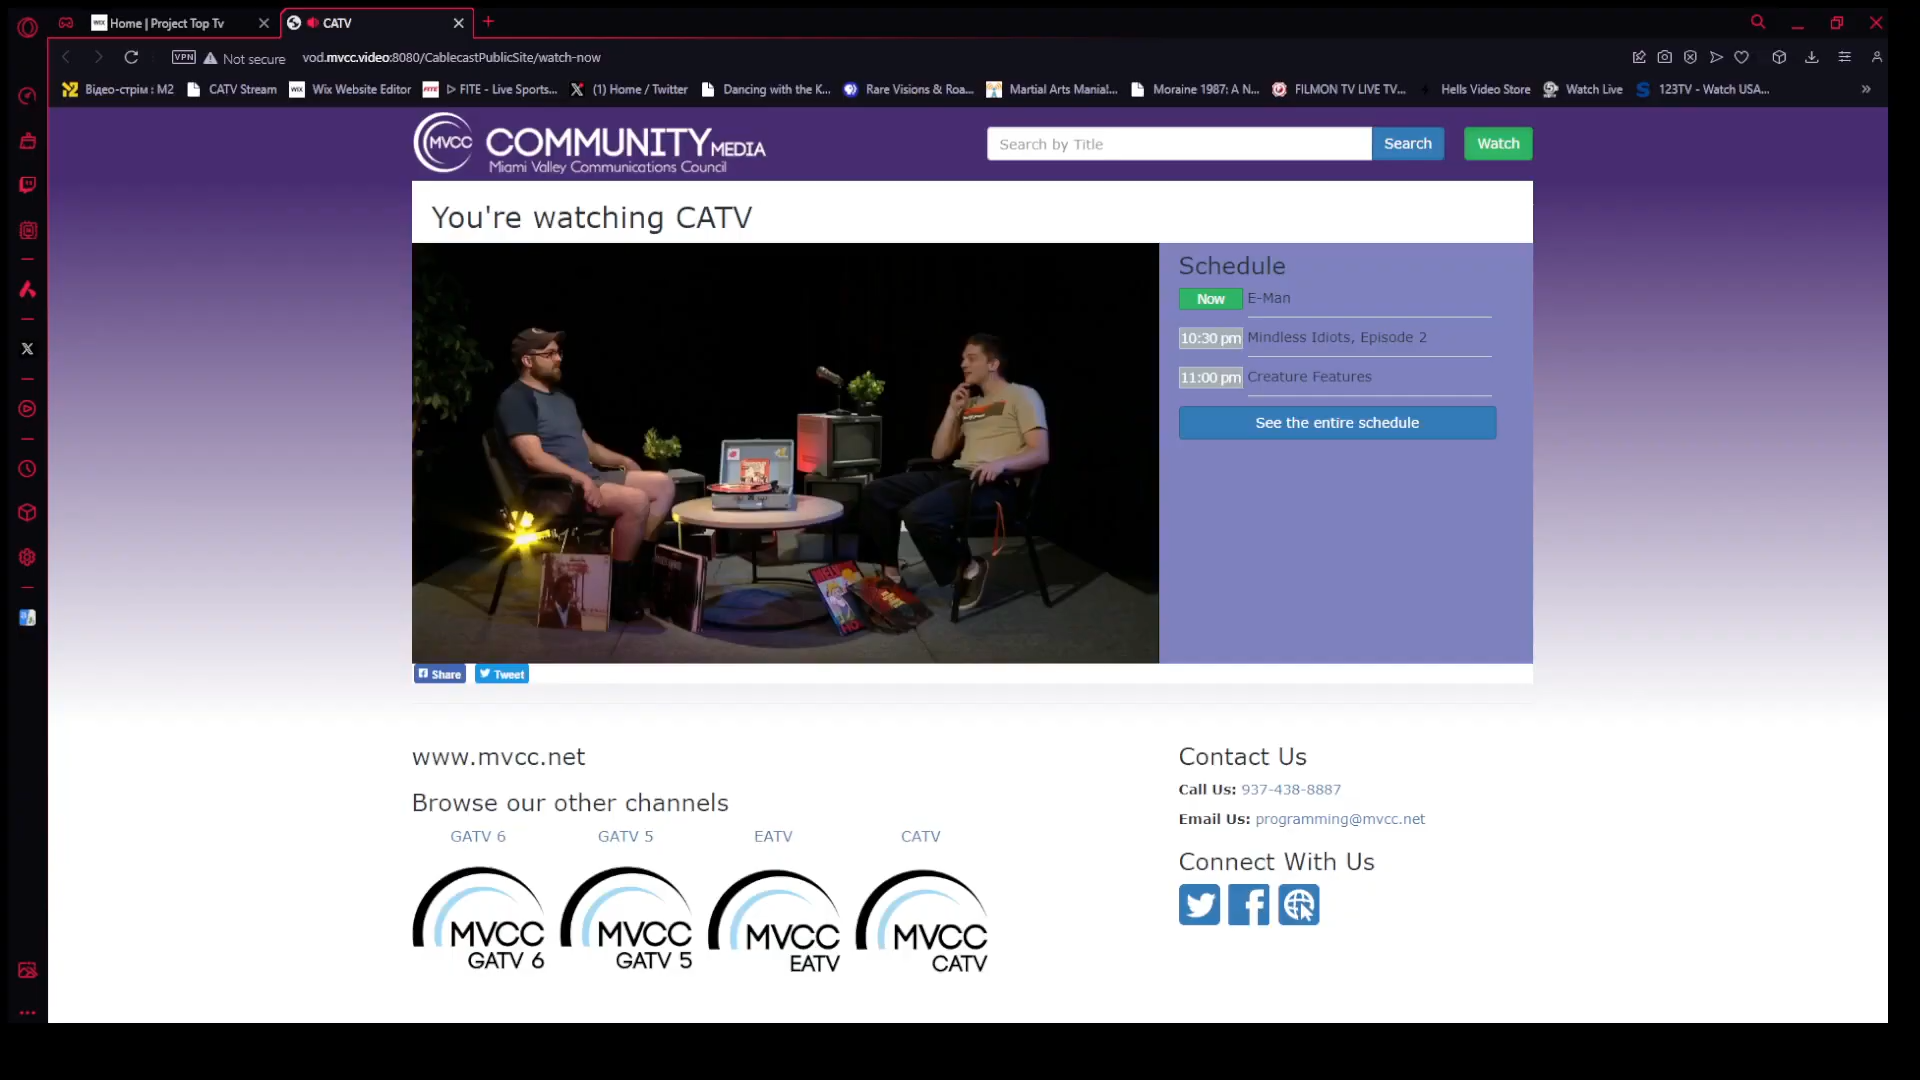 WIX Home | Project Top Tv
CATV
VPN Not secure vod.mvcc.video:8080/CablecastPublicSite/watch-now
Відео-стрім : M2
CATV Stream
WIX Wix Website Editor
FITE ▷ FITE - Live Sports...
X (1) Home / Twitter
Dancing with the K...
Rare Visions & Roa...
Martial Arts Mania!...
Moraine 1987: A N...
FILMON TV LIVE TV...
Hells Video Store
Watch Live
S 123TV - Watch USA...
MVCC COMMUNITY MEDIA
Miami Valley Communications Council
Search by Title
Search
Watch
You're watching CATV
Schedule
Now E-Man
10:30 pm Mindless Idiots, Episode 2
11:00 pm Creature Features
See the entire schedule
Share
Tweet
www.mvcc.net
Browse our other channels
GATV 6
GATV 5
EATV
CATV
MVCC
GATV 6
MVCC
GATV 5
MVCC
EATV
MVCC
CATV
Contact Us
Call Us: 937-438-8887
Email Us: programming@mvcc.net
Connect With Us